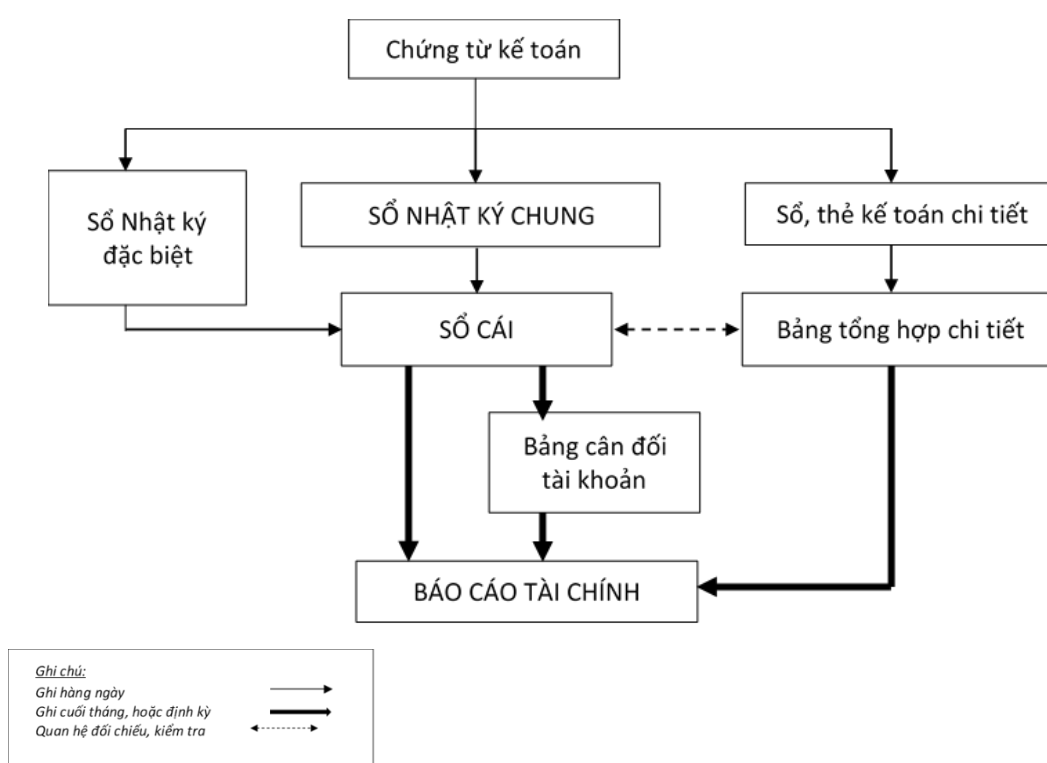 Chứng từ kế toán
Sổ Nhật ký
đặc biệt
SỔ NHẬT KÝ CHUNG
Sổ, thẻ kế toán chi tiết
SỔ CÁI
Bảng tổng hợp chi tiết
Bảng cân đối
tài khoản
BÁO CÁO TÀI CHÍNH
Ghi chú:
Ghi hàng ngày
Ghi cuối tháng, hoặc định kỳ
Quan hệ đối chiếu, kiểm tra